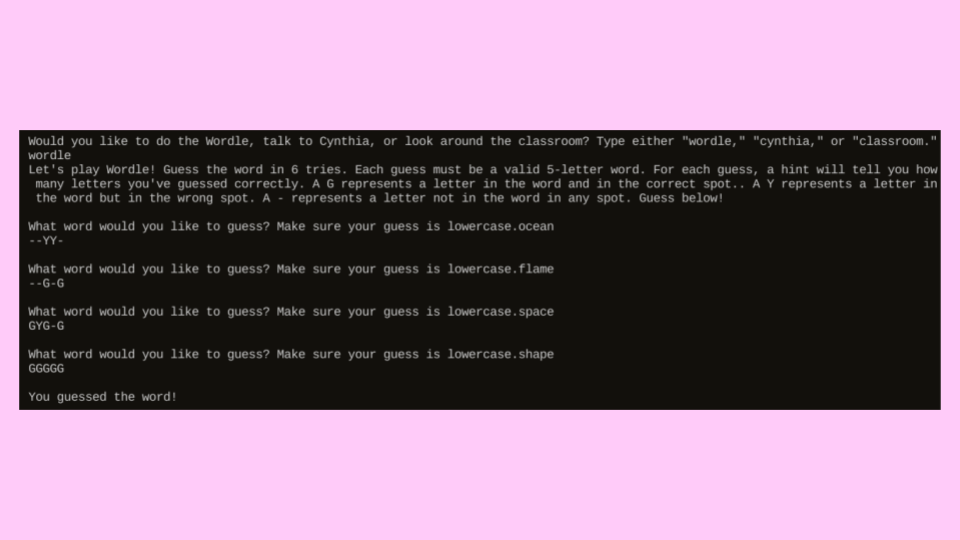 Would you like to do the Wordle, talk to Cynthia, or look around the classroom? Type either "wordle," "cynthia," or "classroom."
wordle
Let's play Wordle! Guess the word in 6 tries. Each guess must be a valid 5-letter word. For each guess, a hint will tell you how
many letters you've guessed correctly. A G represents a letter in the word and in the correct spot.. A Y represents a letter in
the word but in the wrong spot. A - represents a letter not in the word in any spot. Guess below!
What word would you like to guess? Make sure your guess is lowercase.ocean
--YY-
What word would you like to guess? Make sure your guess is lowercase.flame
--G-G
What word would you like to guess? Make sure your guess is lowercase.space
GYG-G
What word would you like to guess? Make sure your guess is lowercase.shape
GGGGG
You guessed the word!